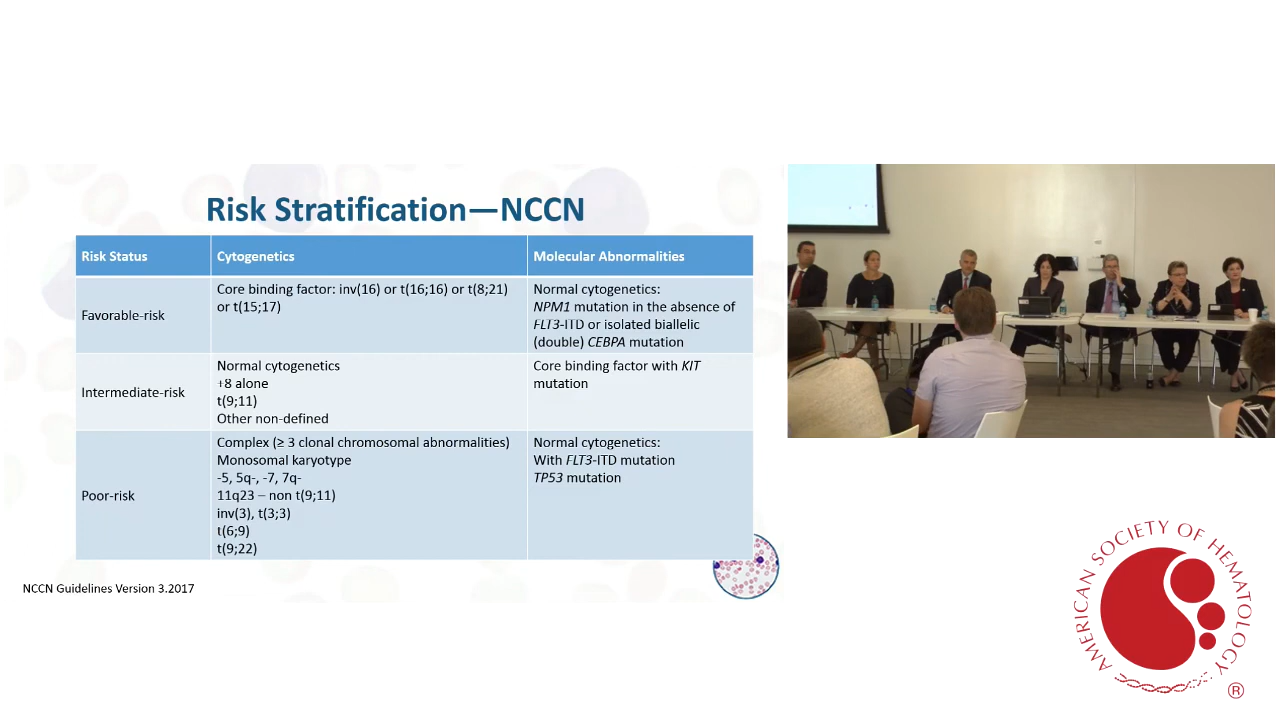 Risk Stratification—NCCN
Risk Status
Cytogenetics
Molecular Abnormalities
Favorable-risk
Core binding factor: inv(16) or t(16;16) or t(8;21)
or t(15;17)
Normal cytogenetics:
NPM1 mutation in the absence of
FLT3-ITD or isolated biallelic
(double) CEBPA mutation
Intermediate-risk
Normal cytogenetics
+8 alone
t(9;11)
Other non-defined
Core binding factor with KIT
mutation
Poor-risk
Complex (≥ 3 clonal chromosomal abnormalities)
Monosomal karyotype
-5, 5q-, -7, 7q-
11q23 – non t(9;11)
inv(3), t(3;3)
t(6;9)
t(9;22)
Normal cytogenetics:
With FLT3-ITD mutation
TP53 mutation
NCCN Guidelines Version 3.2017
AMERICAN SOCIETY OF HEMATOLOGY
®